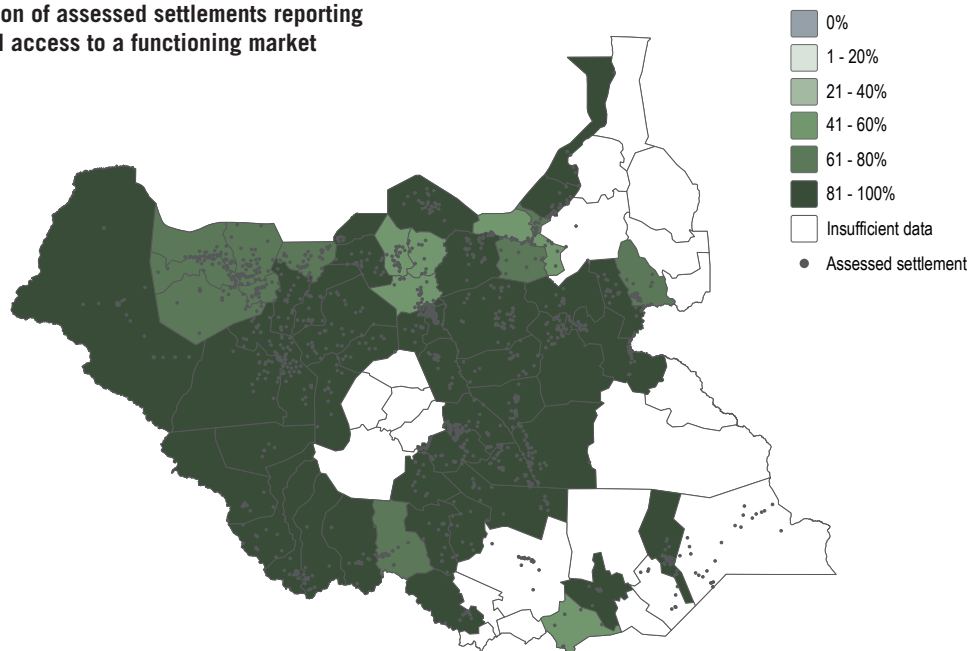 on of assessed settlements reporting
access to a functioning market
0%
1 - 20%
21 - 40%
41 - 60%
61 - 80%
81 - 100%
Insufficient data
Assessed settlement